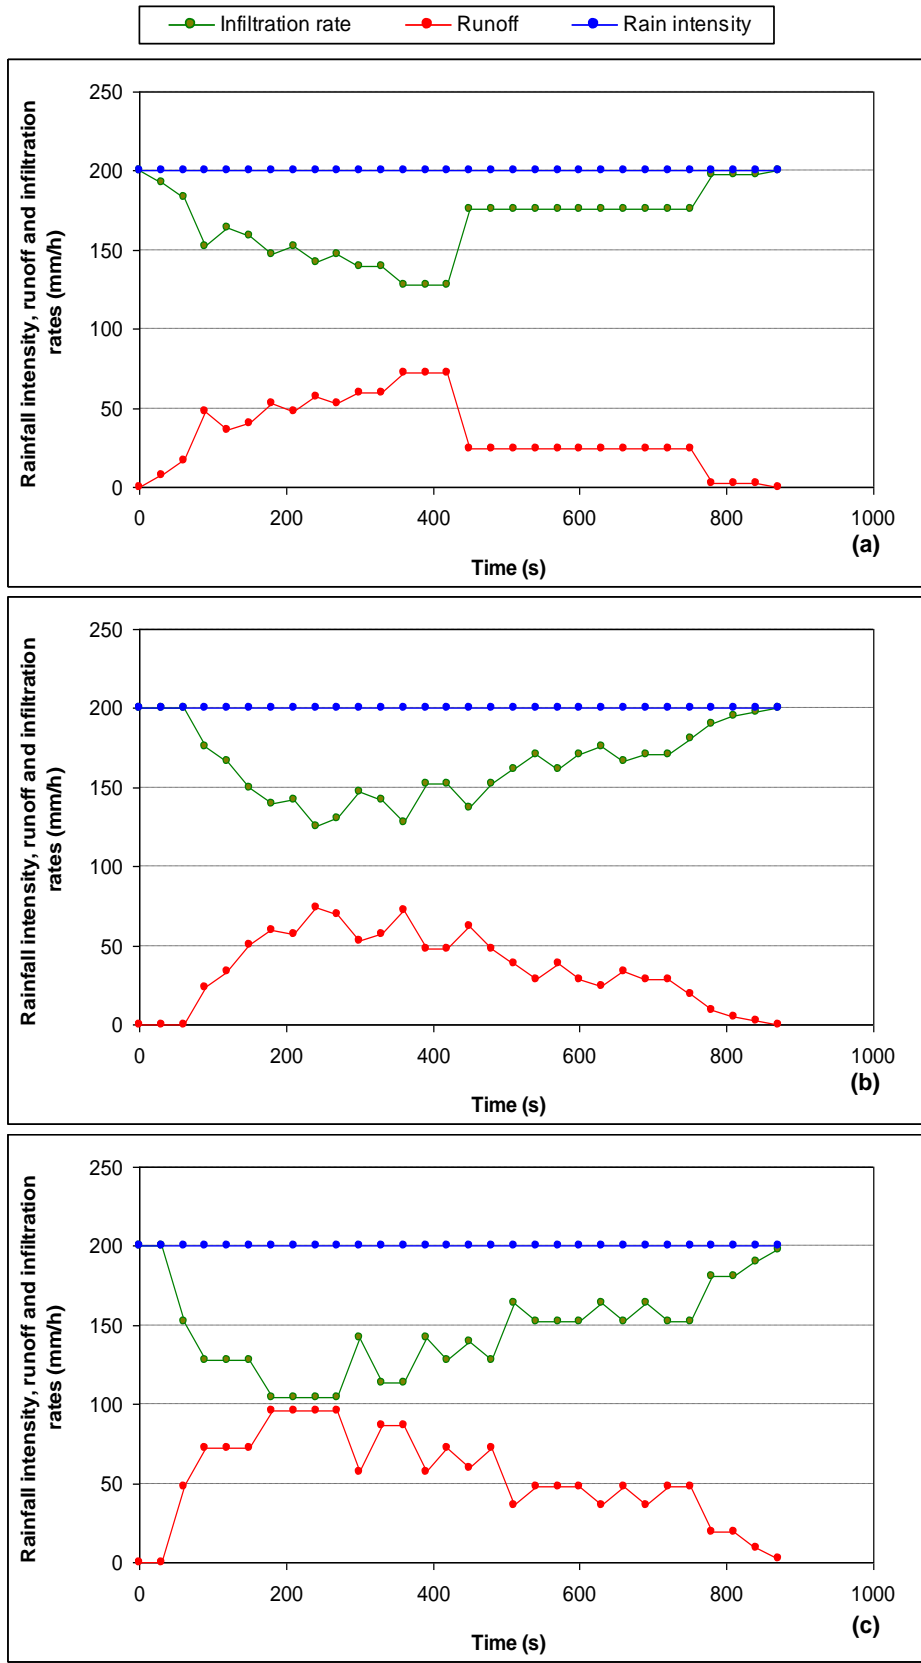 Infiltration rate Runoff Rain intensity
Rainfall intensity, runoff and infiltration
rates (mm/h)
250
200
150
100
50
0
0 200 400 600 800 1000
(a)
Time (s)
Rainfall intensity, runoff and infiltration
rates (mm/h)
250
200
150
100
50
0
0 200 400 600 800 1000
(b)
Time (s)
Rainfall intensity, runoff and infiltration
rates (mm/h)
250
200
150
100
50
0
0 200 400 600 800 1000
(c)
Time (s)